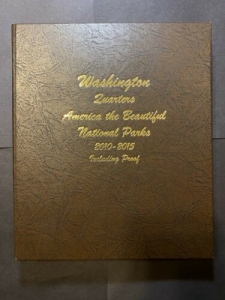 Washington
Quarters
America the Beautiful
National Parks
2010-2015
Including Proof